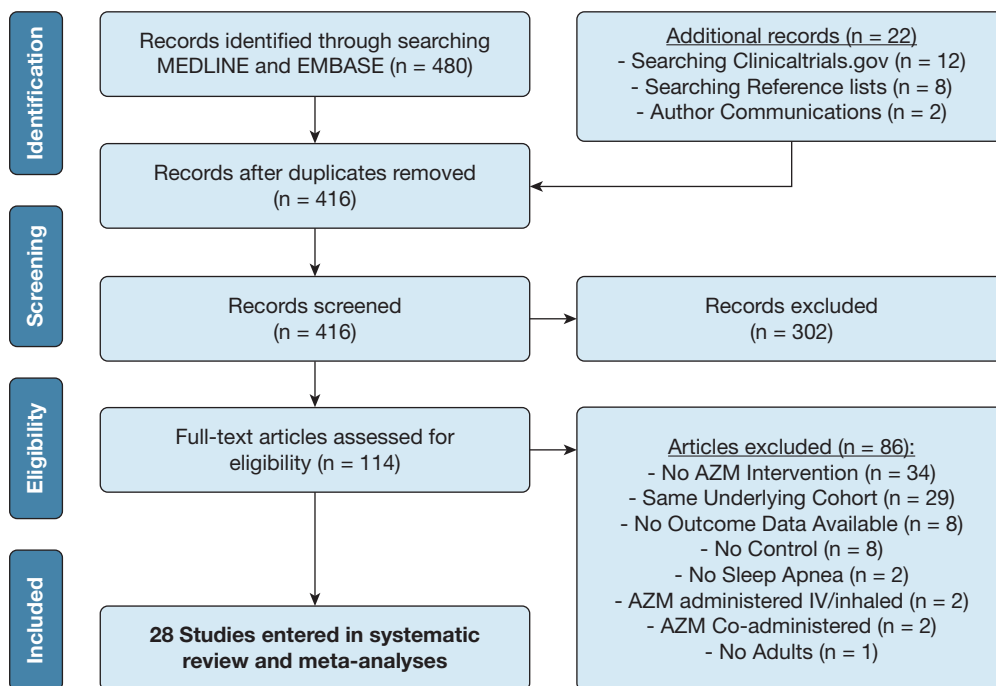 Identification
Records identified through searching
MEDLINE and EMBASE (n = 480)
Additional records (n = 22)
- Searching Clinicaltrials.gov (n = 12)
- Searching Reference lists (n = 8)
- Author Communications (n = 2)
Records after duplicates removed
(n = 416)
Screening
Records screened
(n = 416)
Records excluded
(n = 302)
Eligibility
Full-text articles assessed for
eligibility (n = 114)
Articles excluded (n = 86):
- No AZM Intervention (n = 34)
- Same Underlying Cohort (n = 29)
- No Outcome Data Available (n = 8)
- No Control (n = 8)
- No Sleep Apnea (n = 2)
- AZM administered IV/inhaled (n = 2)
- AZM Co-administered (n = 2)
- No Adults (n = 1)
Included
28 Studies entered in systematic
review and meta-analyses